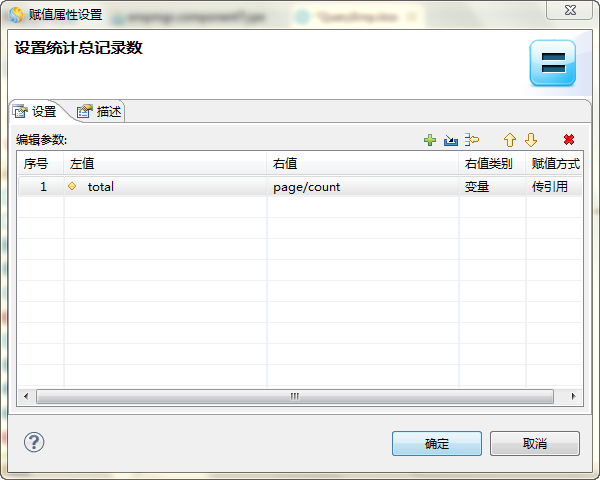 赋值属性设置
设置统计总记录数
设置 描述
编辑参数:
序号 左值 右值 右值类别 赋值方式
1 total page/count 变量 传引用
确定 取消